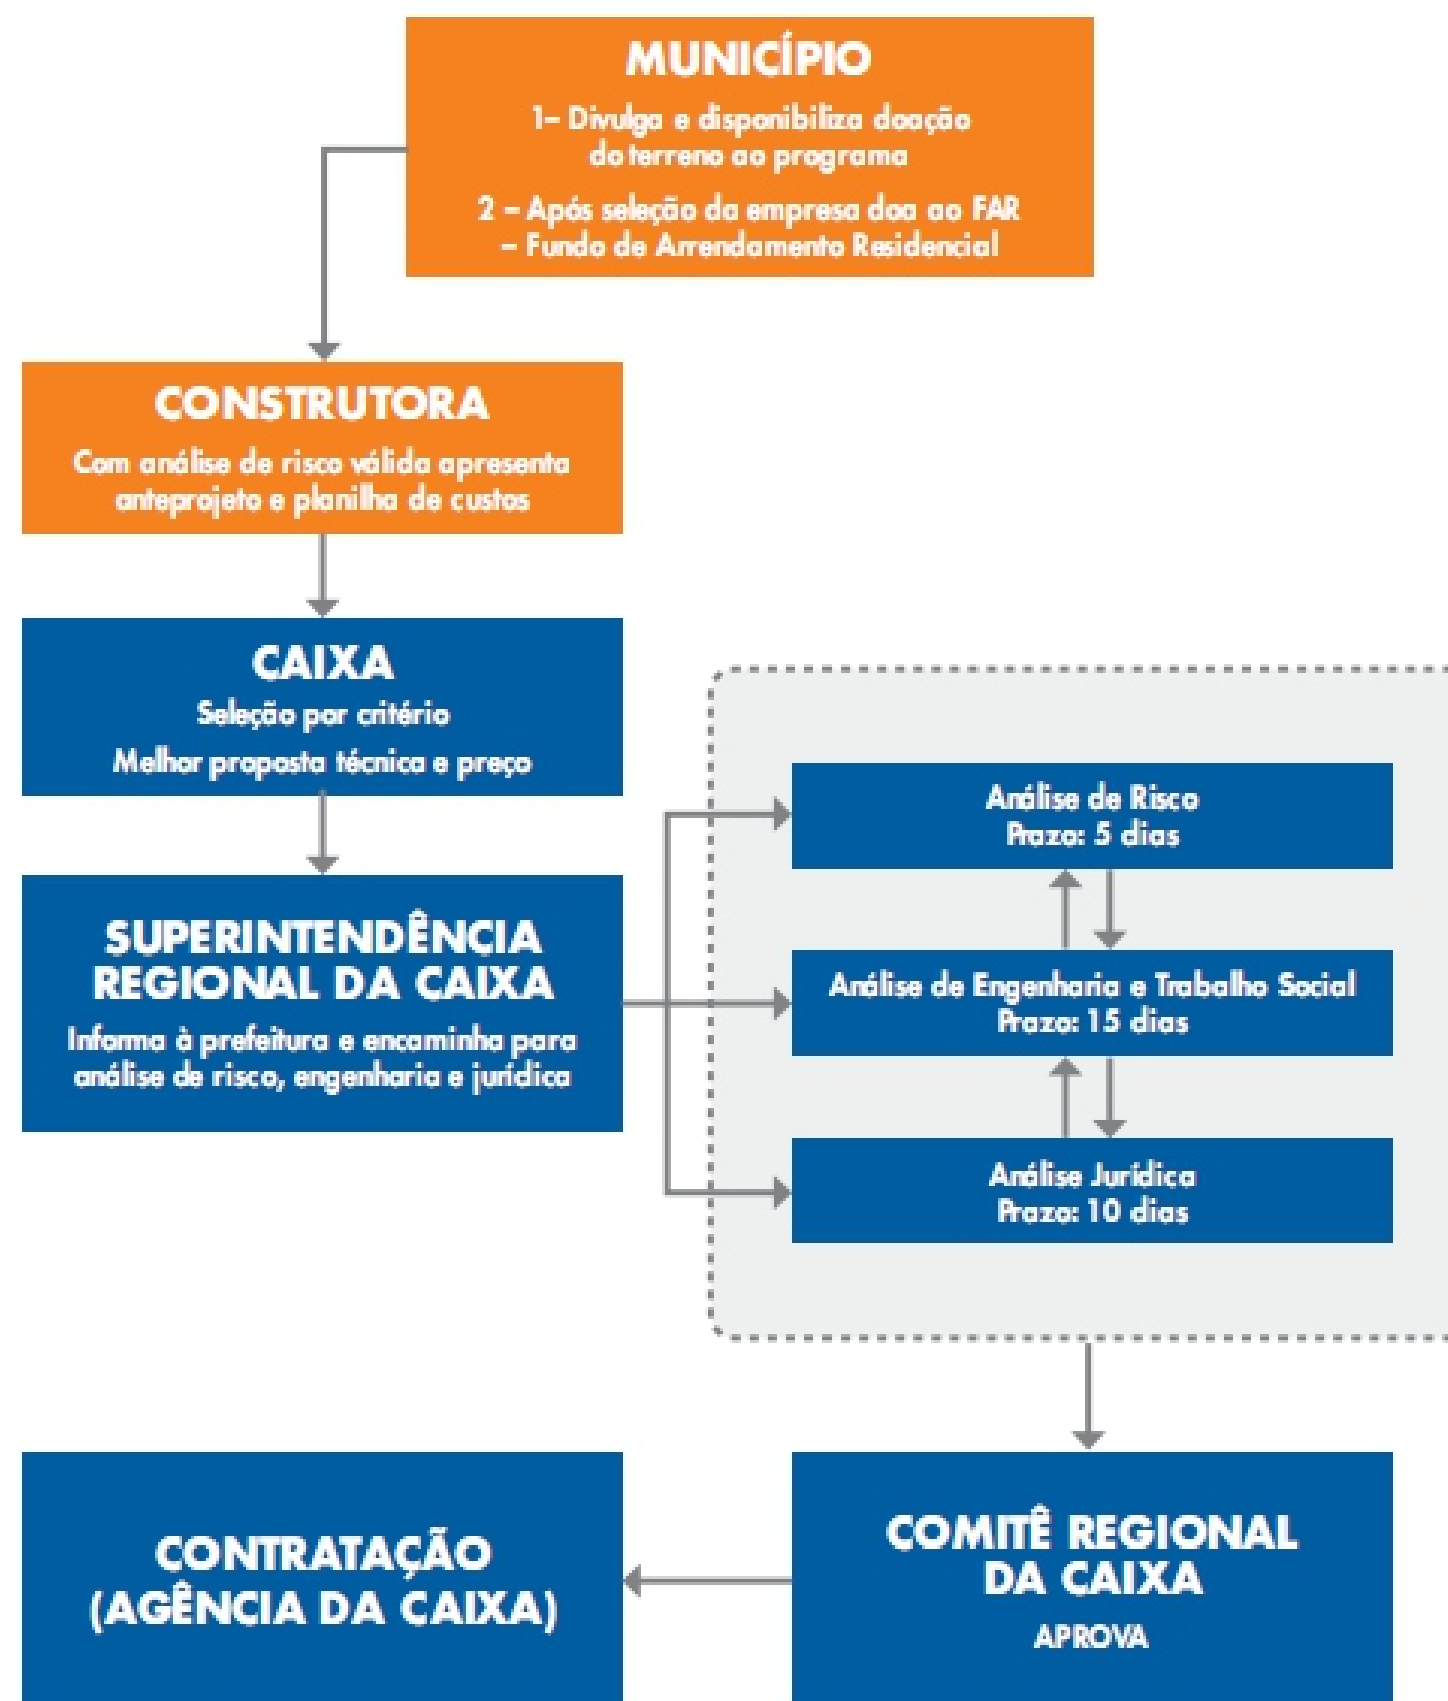 MUNICÍPIO
1– Divulga e disponibiliza doação
do terreno ao programa
2 – Após seleção da empresa doa ao FAR
– Fundo de Arrendamento Residencial
CONSTRUTORA
Com análise de risco válida apresenta
anteprojeto e planilha de custos
CAIXA
Seleção por critério
Melhor proposta técnica e preço
SUPERINTENDÊNCIA
REGIONAL DA CAIXA
Informa à prefeitura e encaminha para
análise de risco, engenharia e jurídica
Análise de Risco
Prazo: 5 dias
Análise de Engenharia e Trabalho Social
Prazo: 15 dias
Análise Jurídica
Prazo: 10 dias
COMITÊ REGIONAL
DA CAIXA
APROVA
CONTRATAÇÃO
(AGÊNCIA DA CAIXA)